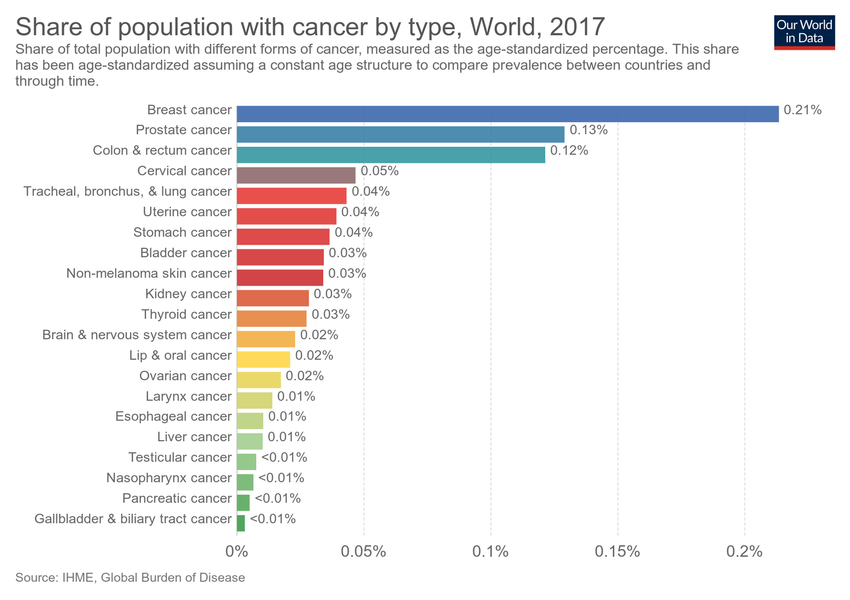 Share of population with cancer by type, World, 2017
Our World
in Data
Share of total population with different forms of cancer, measured as the age-standardized percentage. This share
has been age-standardized assuming a constant age structure to compare prevalence between countries and
through time.
Breast cancer 0.21%
Prostate cancer 0.13%
Colon & rectum cancer 0.12%
Cervical cancer 0.05%
Tracheal, bronchus, & lung cancer 0.04%
Uterine cancer 0.04%
Stomach cancer 0.04%
Bladder cancer 0.03%
Non-melanoma skin cancer 0.03%
Kidney cancer 0.03%
Thyroid cancer 0.03%
Brain & nervous system cancer 0.02%
Lip & oral cancer 0.02%
Ovarian cancer 0.02%
Larynx cancer 0.01%
Esophageal cancer 0.01%
Liver cancer 0.01%
Testicular cancer <0.01%
Nasopharynx cancer <0.01%
Pancreatic cancer <0.01%
Gallbladder & biliary tract cancer <0.01%
0% 0.05% 0.1% 0.15% 0.2%
Source: IHME, Global Burden of Disease